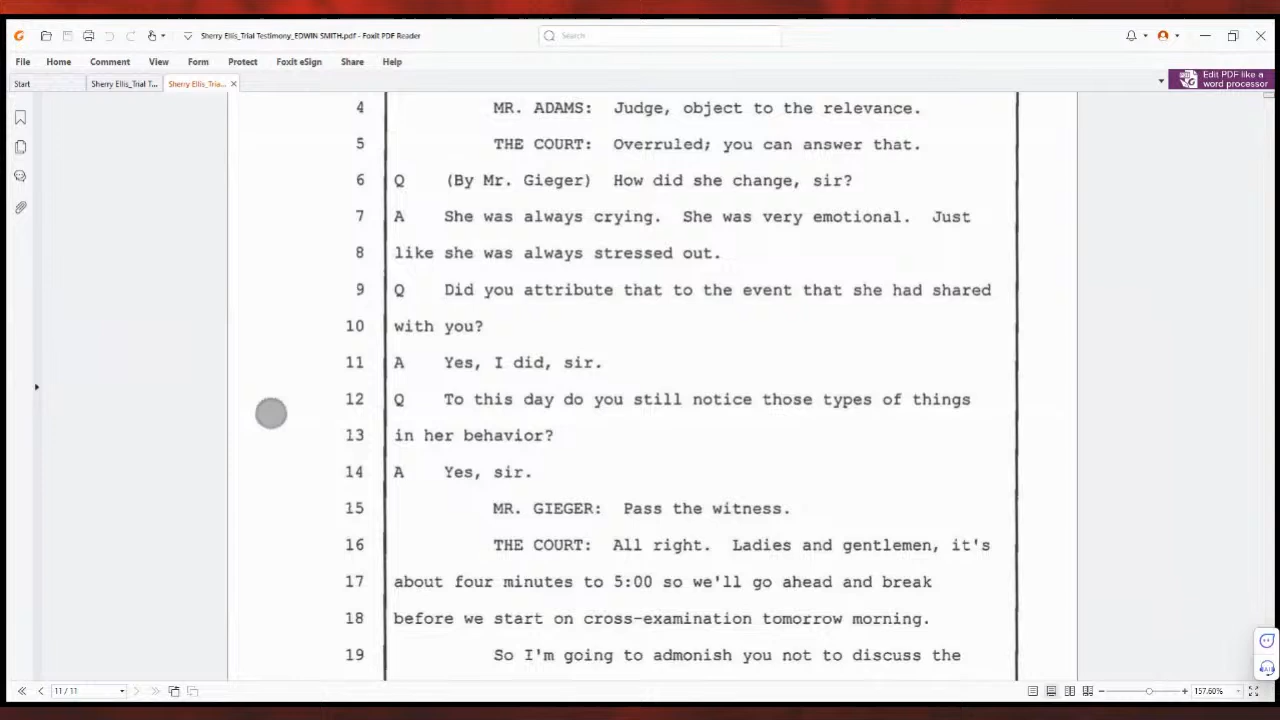 Sherry Ellis_Trial Testimony_EDWIN SMITH.pdf - Foxit PDF Reader
Search
File Home Comment View Form Protect Foxit eSign Share Help
Start Sherry Ellis_Trial T... Sherry Ellis_Tria...
Edit PDF like a
word processor
4 MR. ADAMS: Judge, object to the relevance.
5 THE COURT: Overruled; you can answer that.
6 Q (By Mr. Gieger) How did she change, sir?
7 A She was always crying. She was very emotional. Just
8 like she was always stressed out.
9 Q Did you attribute that to the event that she had shared
10 with you?
11 A Yes, I did, sir.
12 Q To this day do you still notice those types of things
13 in her behavior?
14 A Yes, sir.
15 MR. GIEGER: Pass the witness.
16 THE COURT: All right. Ladies and gentlemen, it's
17 about four minutes to 5:00 so we'll go ahead and break
18 before we start on cross-examination tomorrow morning.
19 So I'm going to admonish you not to discuss the
11 / 11
157.60%